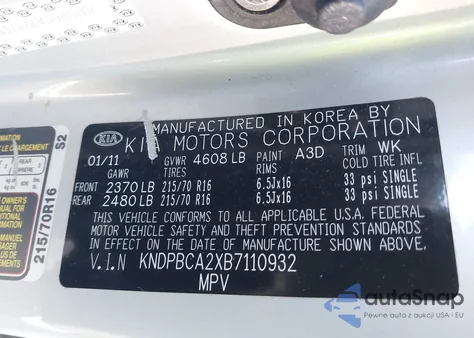 MANUFACTURED IN KOREA BY
KIA KIA MOTORS CORPORATION
01/11 GVWR 4608 LB PAINT A3D TRIM WK
GAWR TIRES RIMS COLD TIRE INFL
FRONT 2370 LB 215/70 R16 6.5Jx16 33 psi SINGLE
REAR 2480 LB 215/70 R16 6.5Jx16 33 psi SINGLE
THIS VEHICLE CONFORMS TO ALL APPLICABLE U.S.A. FEDERAL
MOTOR VEHICLE SAFETY AND THEFT PREVENTION STANDARDS
IN EFFECT ON THE DATE OF MANUFACTURE SHOWN ABOVE.
V.I.N KNDPBCA2XB7110932
MPV
215/70R16 S2
autoSnap
Pewne auta z USA i EU